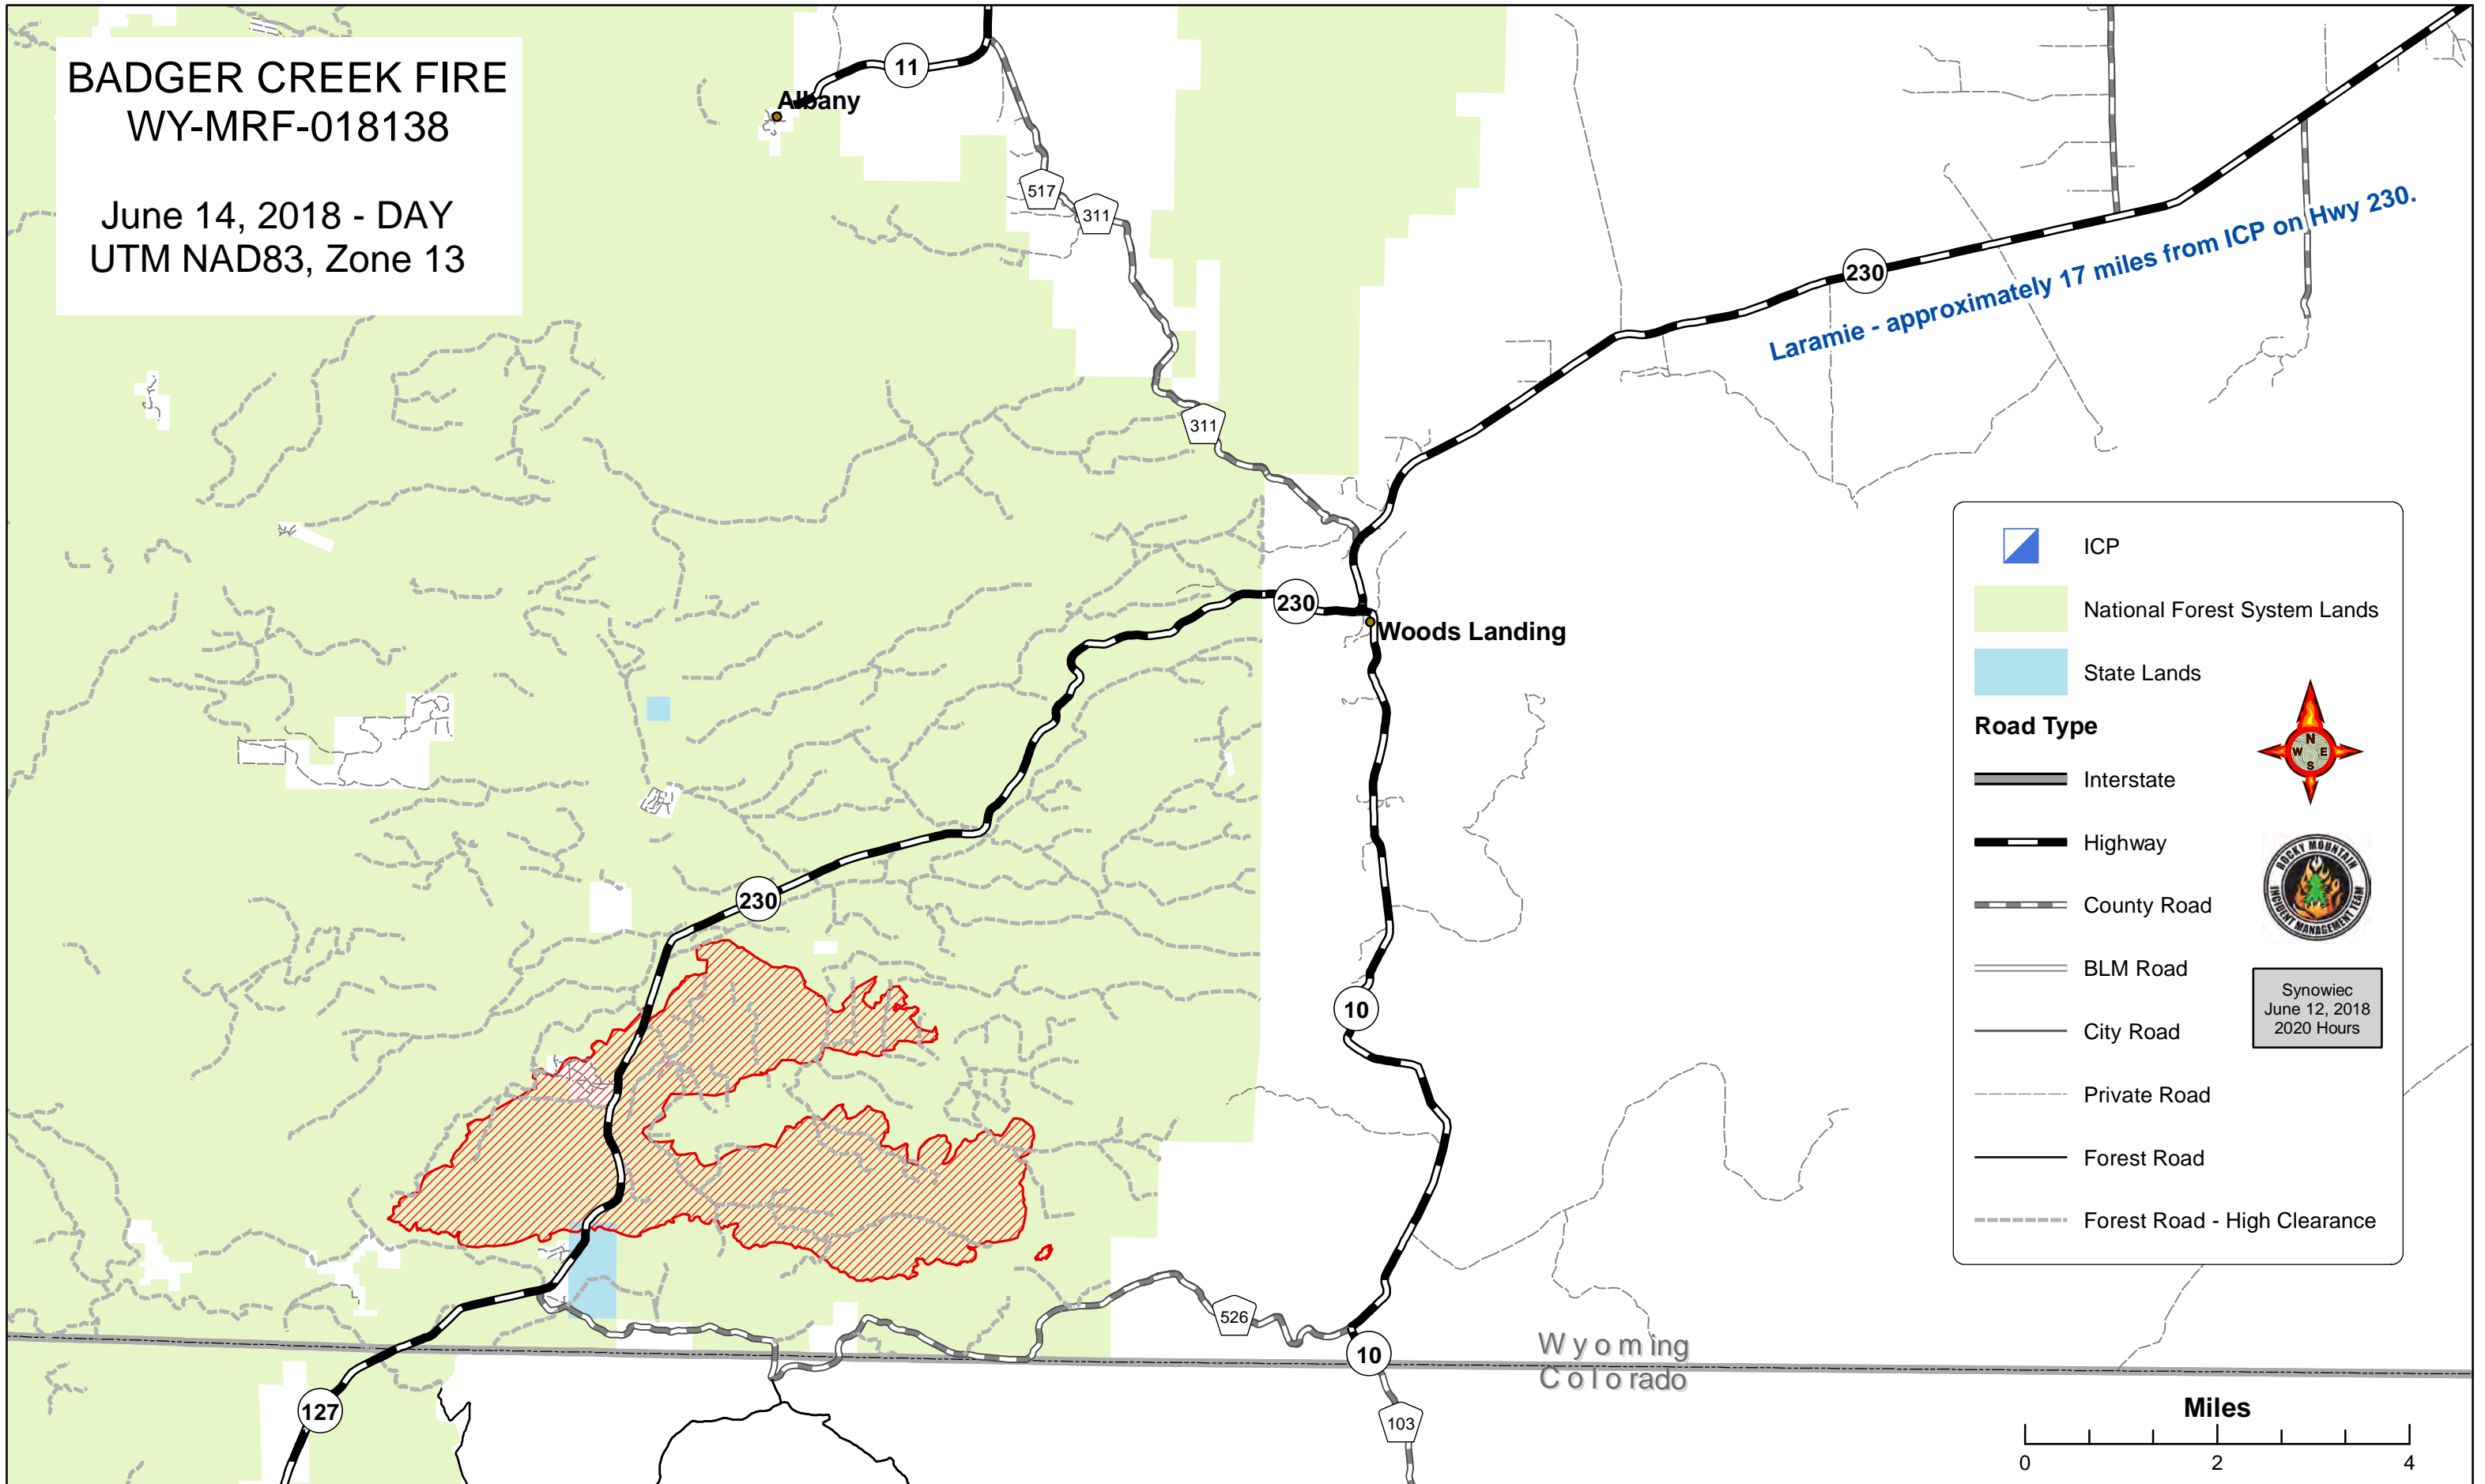 BADGER CREEK FIRE
WY-MRF-018138
June 14, 2018 - DAY
UTM NAD83, Zone 13
11
Albany
517
311
230
Laramie - approximately 17 miles from ICP on Hwy 230.
311
230
Woods Landing
230
10
526
10
127
103
Wyoming
Colorado
ICP
National Forest System Lands
State Lands
Road Type
Interstate
Highway
County Road
BLM Road
City Road
Private Road
Forest Road
Forest Road - High Clearance
N
W E
S
ROCKY MOUNTAIN
INCIDENT MANAGEMENT TEAM
Synowiec
June 12, 2018
2020 Hours
Miles
0 2 4